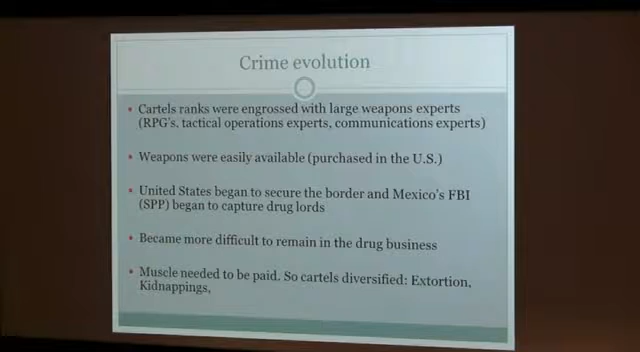 Crime evolution
Cartels ranks were engrossed with large weapons experts
(RPG's, tactical operations experts, communications experts)
Weapons were easily available (purchased in the U.S.)
United States began to secure the border and Mexico's FBI
(SPP) began to capture drug lords
Became more difficult to remain in the drug business
Muscle needed to be paid. So cartels diversified: Extortion,
Kidnappings,